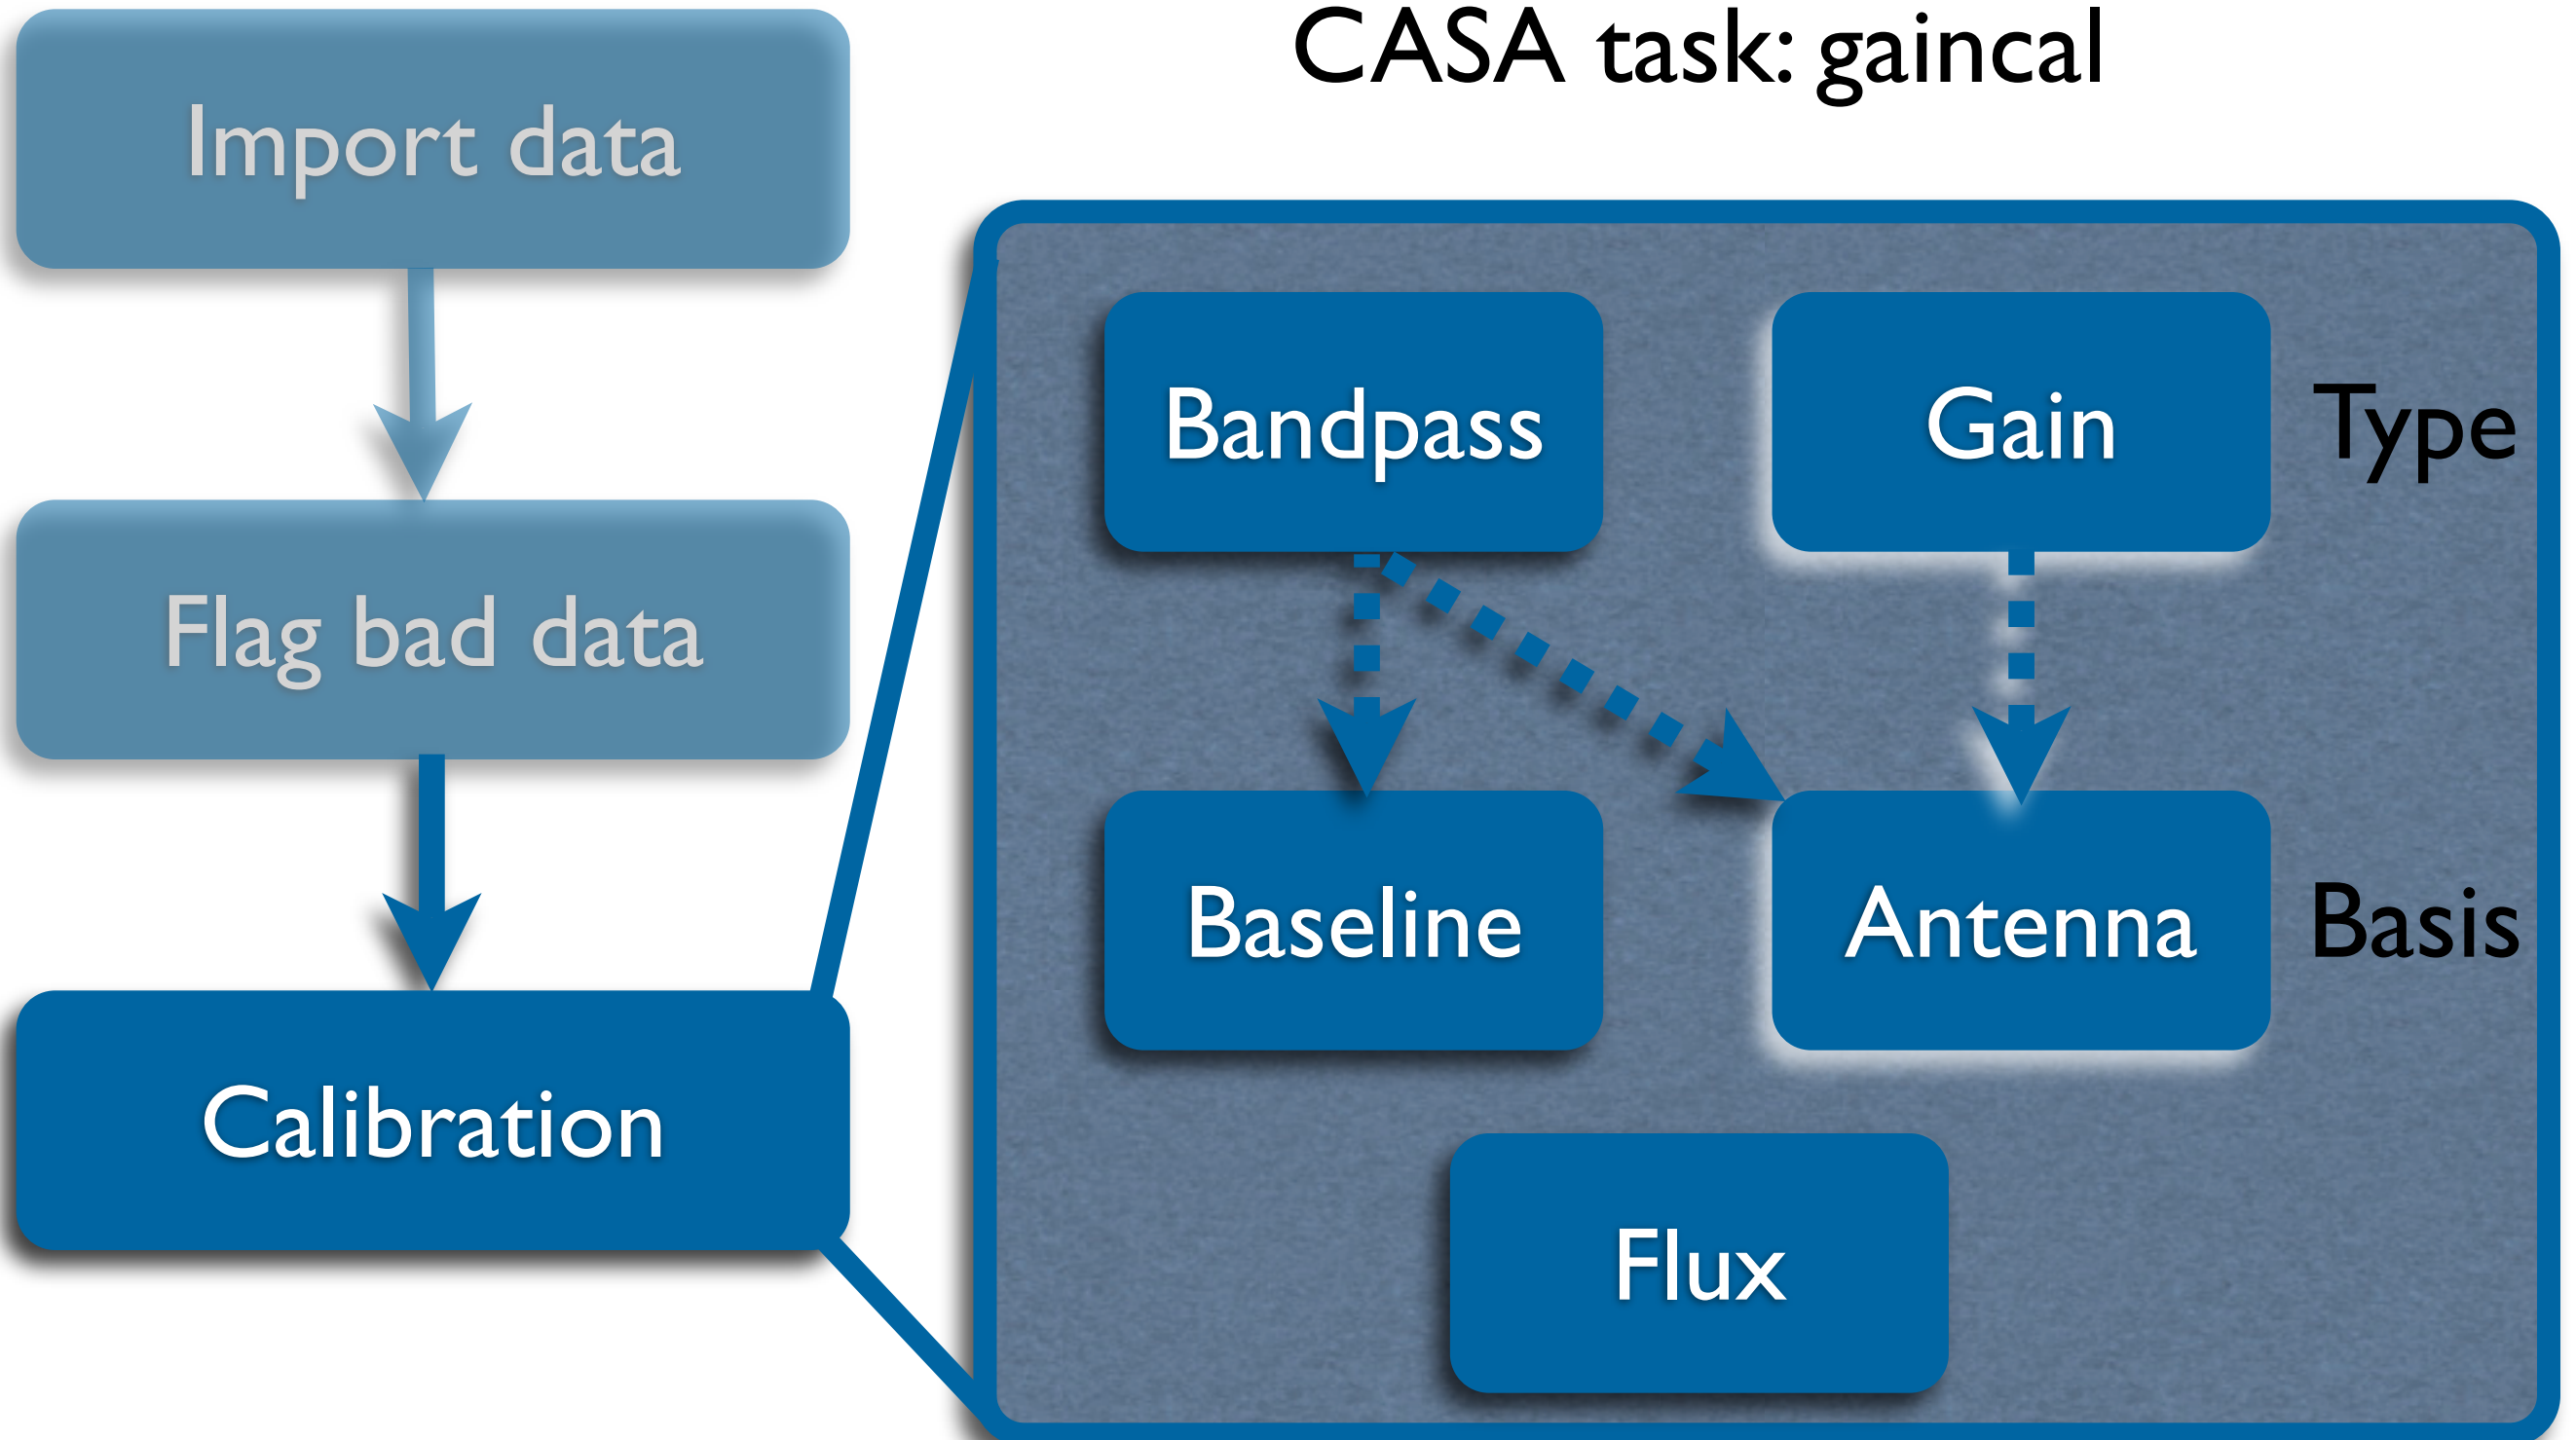 CASA task: gaincal
Import data
Flag bad data
Calibration
Bandpass
Gain
Type
Baseline
Antenna
Basis
Flux